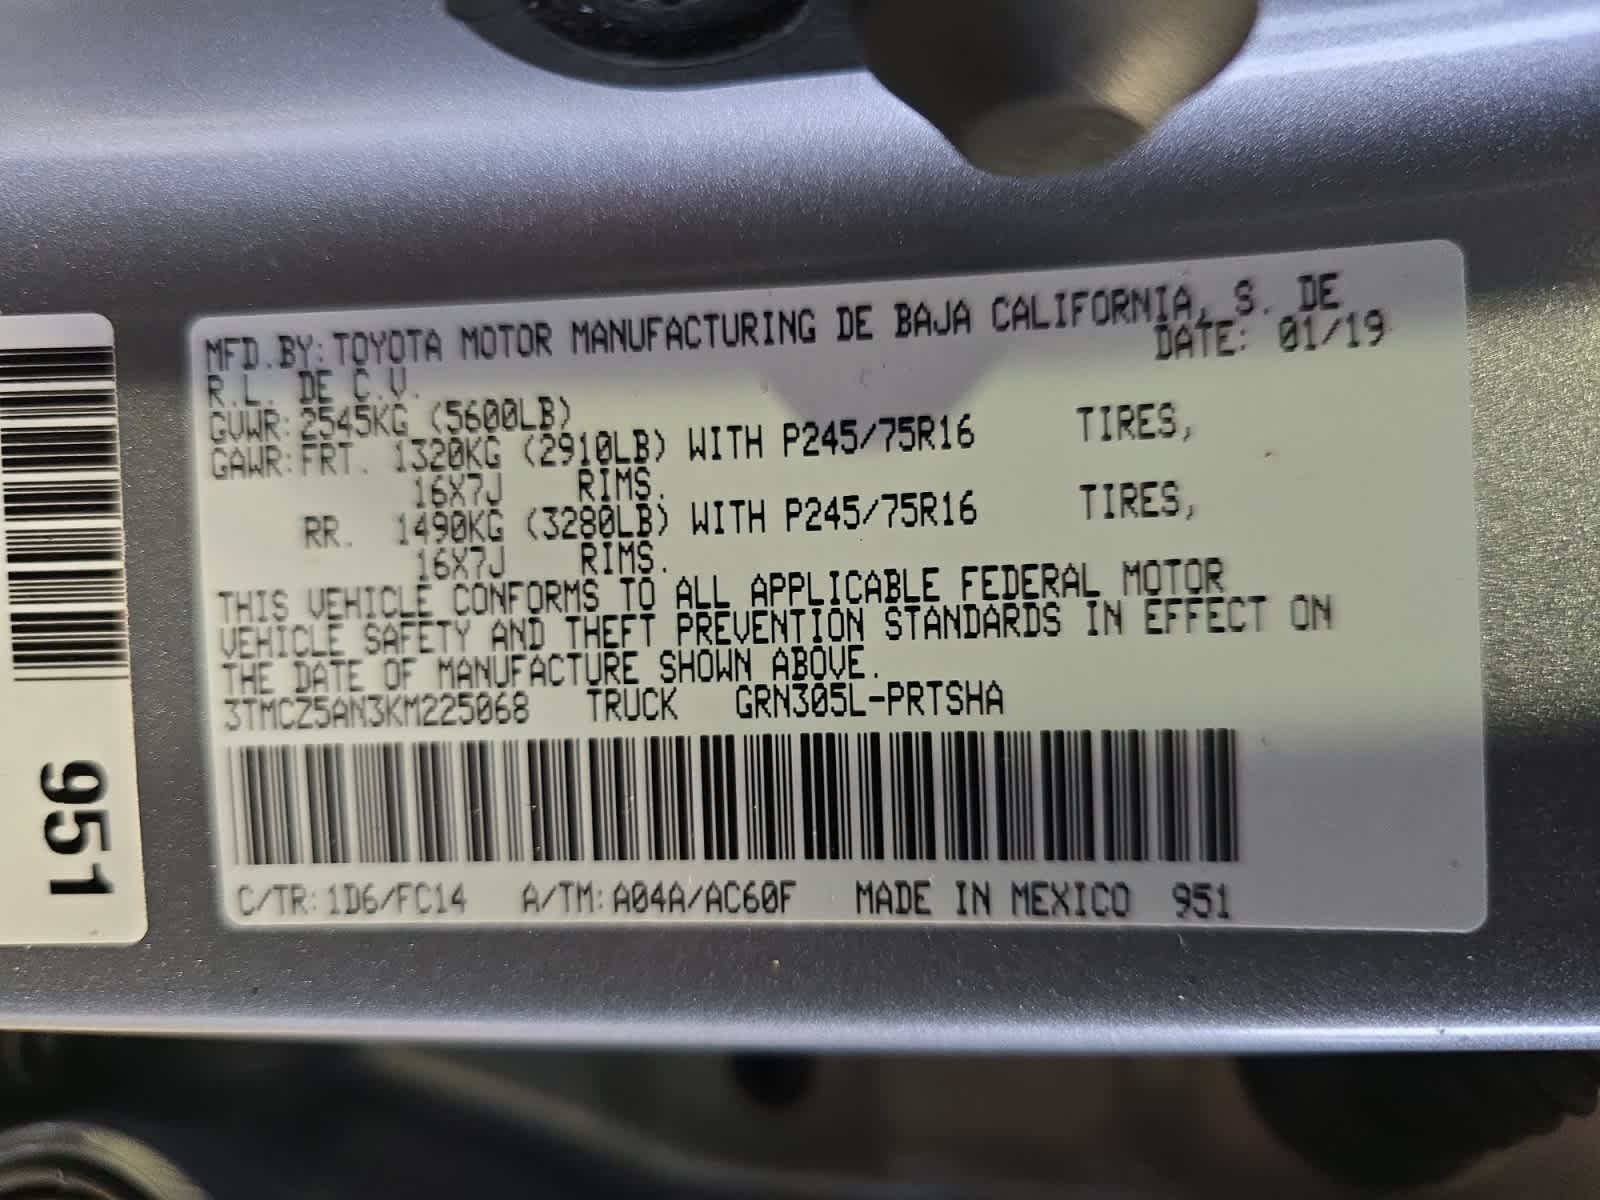 MFD.BY:TOYOTA MOTOR MANUFACTURING DE BAJA CALIFORNIA, S. DE
R.L. DE C.V. DATE: 01/19
GVWR:2545KG (5600LB)
GAWR:FRT. 1320KG (2910LB) WITH P245/75R16 TIRES,
16X7J RIMS.
RR. 1490KG (3280LB) WITH P245/75R16 TIRES,
16X7J RIMS.
THIS VEHICLE CONFORMS TO ALL APPLICABLE FEDERAL MOTOR
VEHICLE SAFETY AND THEFT PREVENTION STANDARDS IN EFFECT ON
THE DATE OF MANUFACTURE SHOWN ABOVE.
3TMCZ5AN3KM225068 TRUCK GRN305L-PRTSHA
C/TR:1D6/FC14 A/TM:A04A/AC60F MADE IN MEXICO 951
951